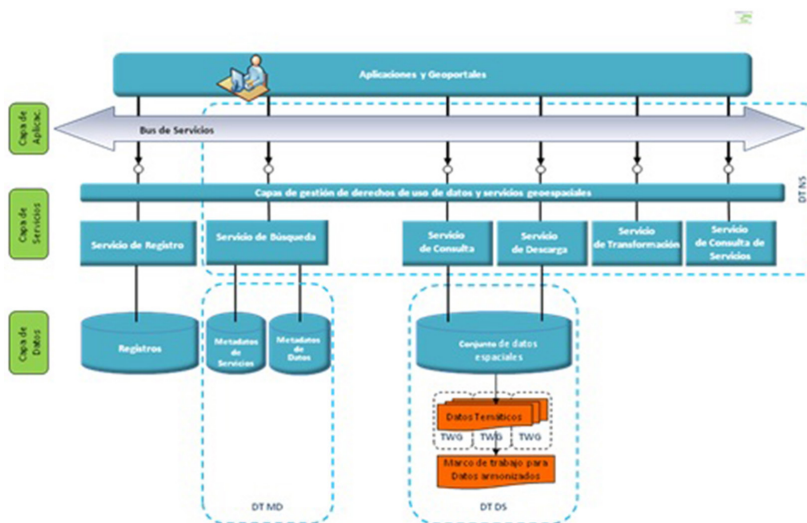 Aplicaciones y Geoportales
Capa de
Aplicac.
Bus de Servicios
DT NS
Capas de gestión de derechos de uso de datos y servicios geoespaciales
Capa de
Servicios
Servicio de Registro
Servicio de Búsqueda
Servicio
de Consulta
Servicio
de Descarga
Servicio
de Transformación
Servicio
de Consulta de
Servicios
Capa de
Datos
Registros
Metadatos
de
Servicios
Metadatos
de
Datos
Conjunto de datos
espaciales
Datos Temáticos
TWG
TWG
TWG
Marco de trabajo para
Datos armonizados
DT MD
DT DS